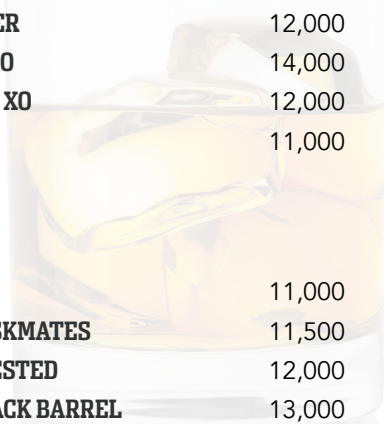 ER 12,000
O 14,000
XO 12,000
11,000
11,000
SKMATES 11,500
ESTED 12,000
ACK BARREL 13,000